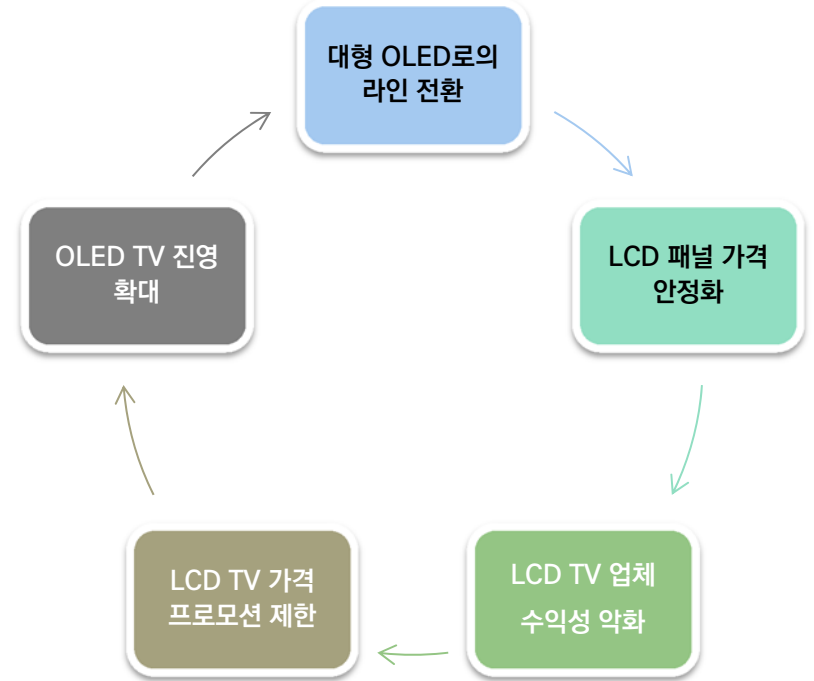 대형 OLED로의
라인 전환
LCD 패널 가격
안정화
LCD TV 업체
수익성 악화
LCD TV 가격
프로모션 제한
OLED TV 진영
확대